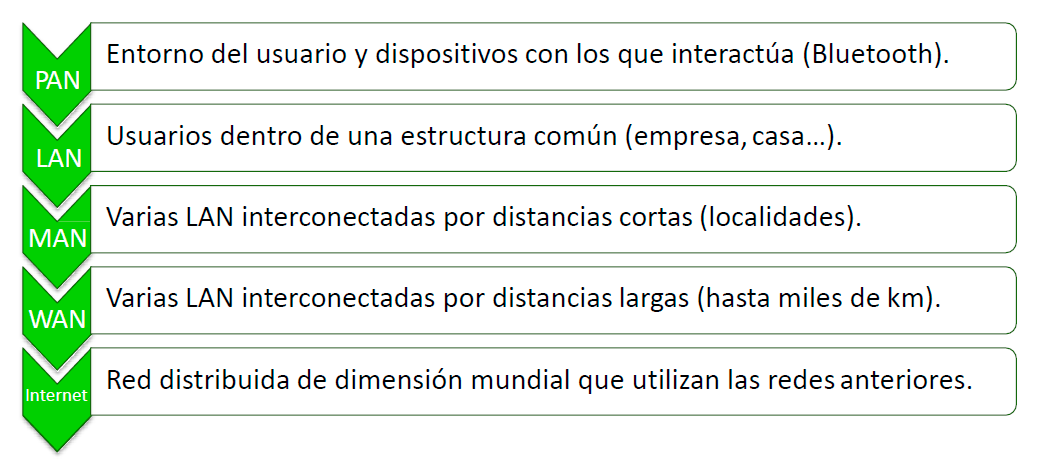 PAN
Entorno del usuario y dispositivos con los que interactúa (Bluetooth).
LAN
Usuarios dentro de una estructura común (empresa, casa…).
MAN
Varias LAN interconectadas por distancias cortas (localidades).
WAN
Varias LAN interconectadas por distancias largas (hasta miles de km).
Internet
Red distribuida de dimensión mundial que utilizan las redes anteriores.